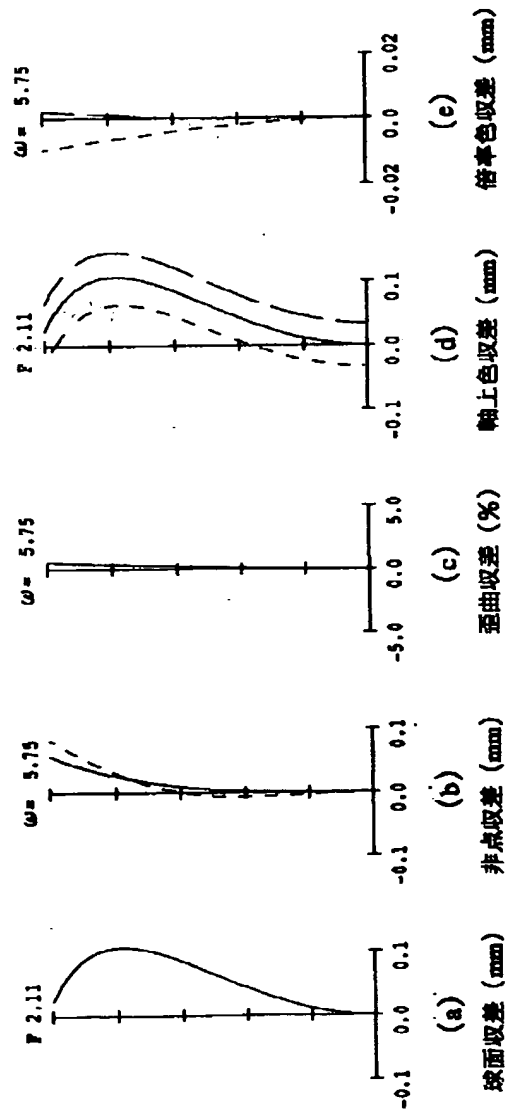 F 2.11
-0.1 0.0 0.1
(a)
球面収差 (mm)
ω= 5.75
-0.1 0.0 0.1
(b)
非点収差 (mm)
ω= 5.75
-5.0 0.0 5.0
(c)
歪曲収差 (%)
F 2.11
-0.1 0.0 0.1
(d)
軸上色収差 (mm)
ω= 5.75
-0.02 0.0 0.02
(e)
倍率色収差 (mm)